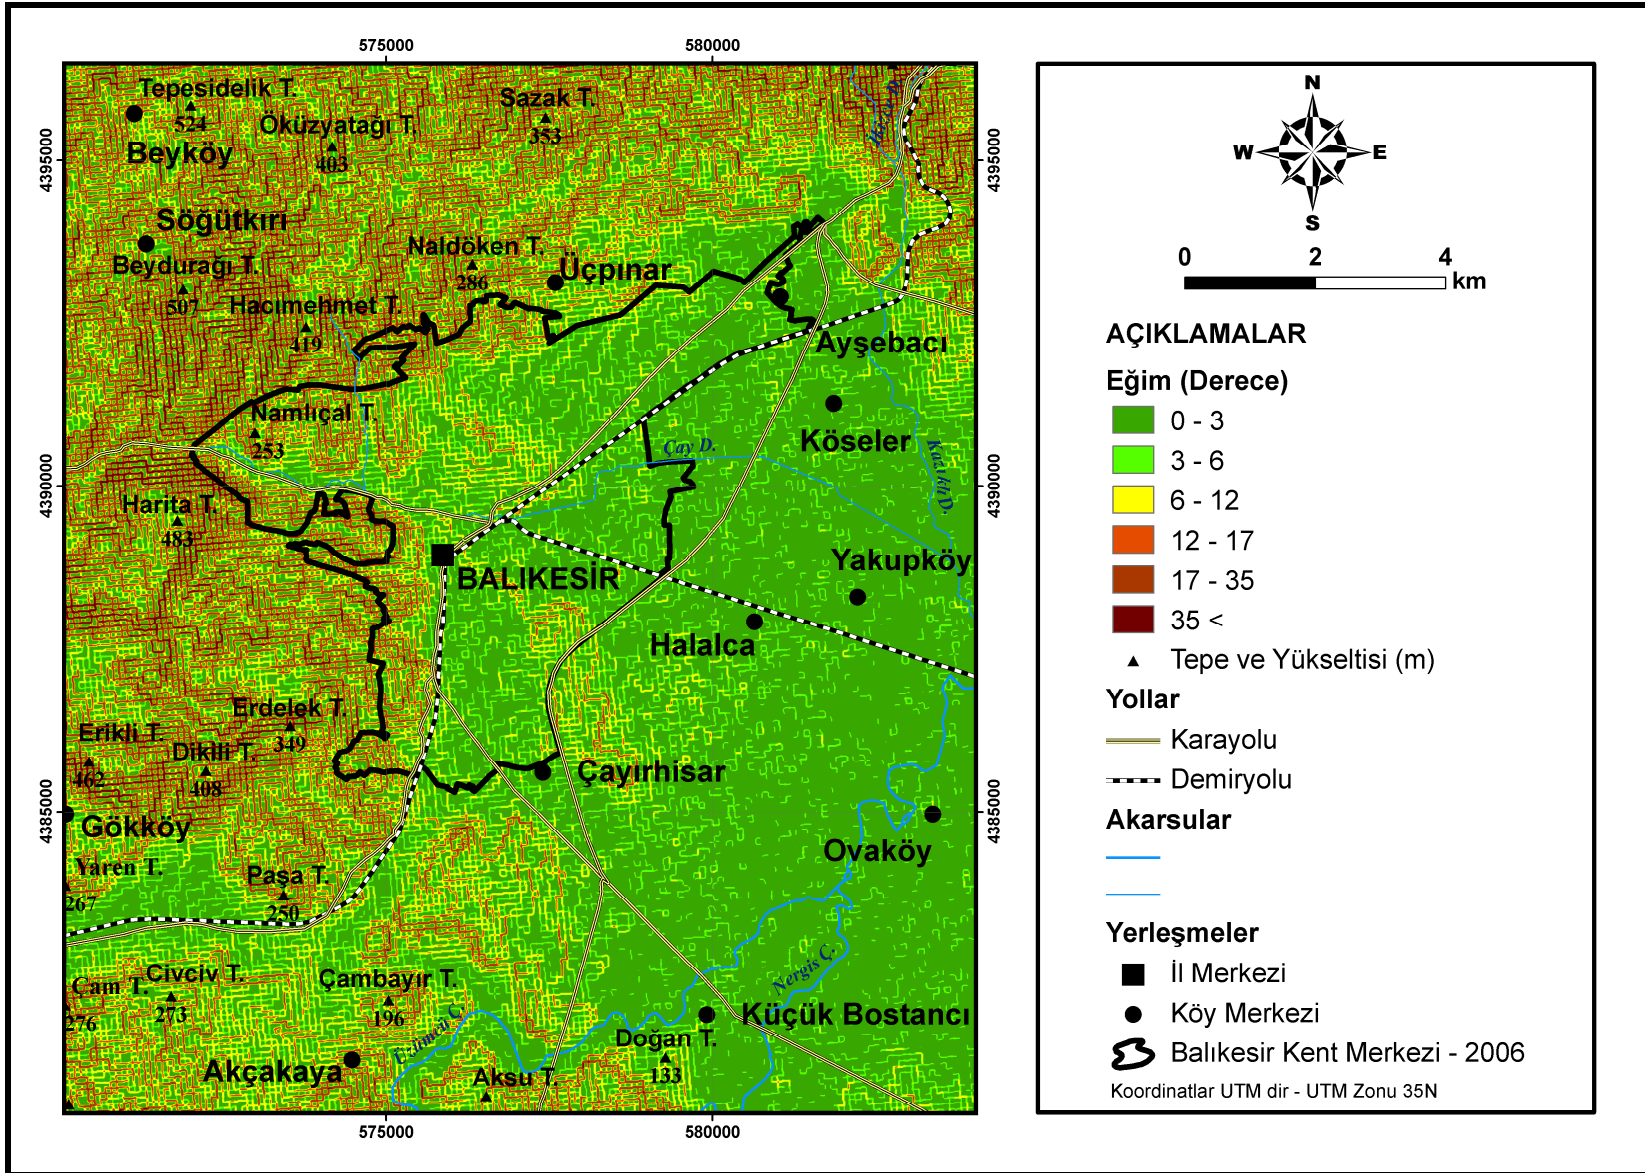 575000
580000
4395000
4390000
4385000
4395000
4390000
4385000
Tepesidelik T.
524
Öküzyatağı T.
403
Sazak T.
353
Beyköy
Söğütkırı
Beydurağı T.
507
Naldöken T.
286
Üçpınar
Hacımehmet T.
419
Ayşebacı
Namlıçal T.
253
Köseler
Çay D.
Kazıklı D.
Harita T.
483
Yakupköy
BALIKESİR
Halalca
Erdelek T.
349
Erikli T.
462
Dikili T.
408
Çayırhisar
Gökköy
Ovaköy
Yaren T.
267
Paşa T.
250
Civciv T.
273
Çam T.
276
Çambayır T.
196
Nergis Ç.
Üzümcü Ç.
Küçük Bostancı
Doğan T.
133
Akçakaya
Aksu T.
575000
580000
N
W
E
S
0
2
4
km
AÇIKLAMALAR
Eğim (Derece)
0 - 3
3 - 6
6 - 12
12 - 17
17 - 35
35 <
Tepe ve Yükseltisi (m)
Yollar
Karayolu
Demiryolu
Akarsular
Yerleşmeler
İl Merkezi
Köy Merkezi
Balıkesir Kent Merkezi - 2006
Koordinatlar UTM dir - UTM Zonu 35N